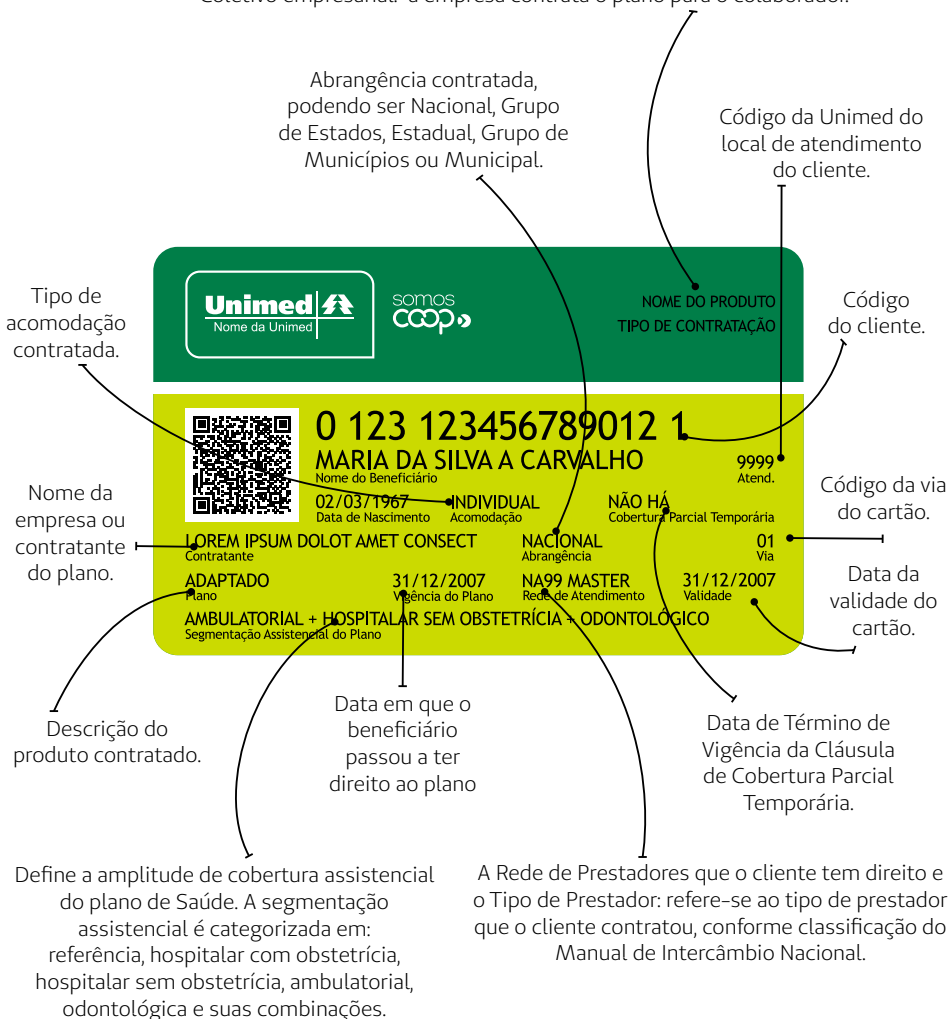 Coletivo empresarial: a empresa contrata o plano para o colaborador.
Abrangência contratada,
podendo ser Nacional, Grupo
de Estados, Estadual, Grupo de
Municípios ou Municipal.
Código da Unimed do
local de atendimento
do cliente.
Tipo de
acomodação
contratada.
Unimed
Nome da Unimed
somos
coop
NOME DO PRODUTO
TIPO DE CONTRATAÇÃO
Código
do cliente.
0 123 123456789012 1
MARIA DA SILVA A CARVALHO
Nome do Beneficiário
9999
Atend.
02/03/1967
Data de Nascimento
INDIVIDUAL
Acomodação
NÃO HÁ
Cobertura Parcial Temporária
Nome da
empresa ou
contratante
do plano.
LOREM IPSUM DOLOT AMET CONSECT
Contratante
NACIONAL
Abrangência
01
Via
Código da via
do cartão.
ADAPTADO
Plano
31/12/2007
Vigência do Plano
NA99 MASTER
Rede de Atendimento
31/12/2007
Validade
Data da
validade do
cartão.
AMBULATORIAL + HOSPITALAR SEM OBSTETRÍCIA + ODONTOLÓGICO
Segmentação Assistencial do Plano
Descrição do
produto contratado.
Data em que o
beneficiário
passou a ter
direito ao plano
Data de Término de
Vigência da Cláusula
de Cobertura Parcial
Temporária.
Define a amplitude de cobertura assistencial
do plano de Saúde. A segmentação
assistencial é categorizada em:
referência, hospitalar com obstetrícia,
hospitalar sem obstetrícia, ambulatorial,
odontológica e suas combinações.
A Rede de Prestadores que o cliente tem direito e
o Tipo de Prestador: refere-se ao tipo de prestador
que o cliente contratou, conforme classificação do
Manual de Intercâmbio Nacional.